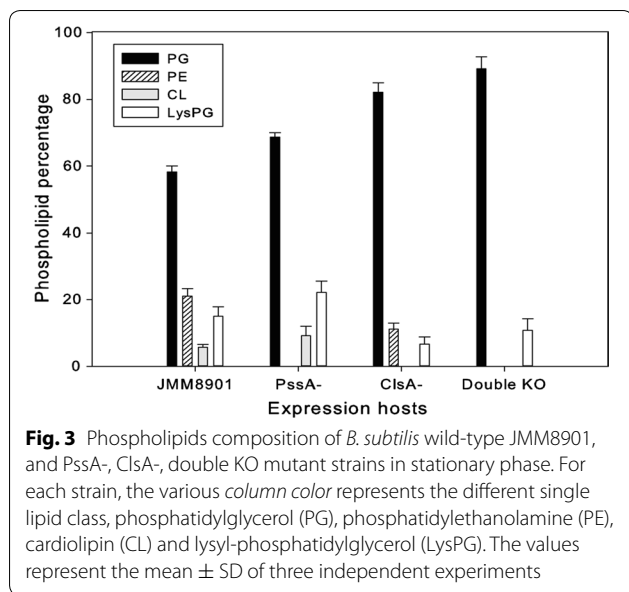 100
80
60
40
20
0
Phospholipid percentage
PG
PE
CL
LysPG
JMM8901 PssA- ClsA- Double KO
Expression hosts
Fig. 3 Phospholipids composition of B. subtilis wild-type JMM8901,
and PssA-, ClsA-, double KO mutant strains in stationary phase. For
each strain, the various column color represents the different single
lipid class, phosphatidylglycerol (PG), phosphatidylethanolamine (PE),
cardiolipin (CL) and lysyl-phosphatidylglycerol (LysPG). The values
represent the mean ± SD of three independent experiments